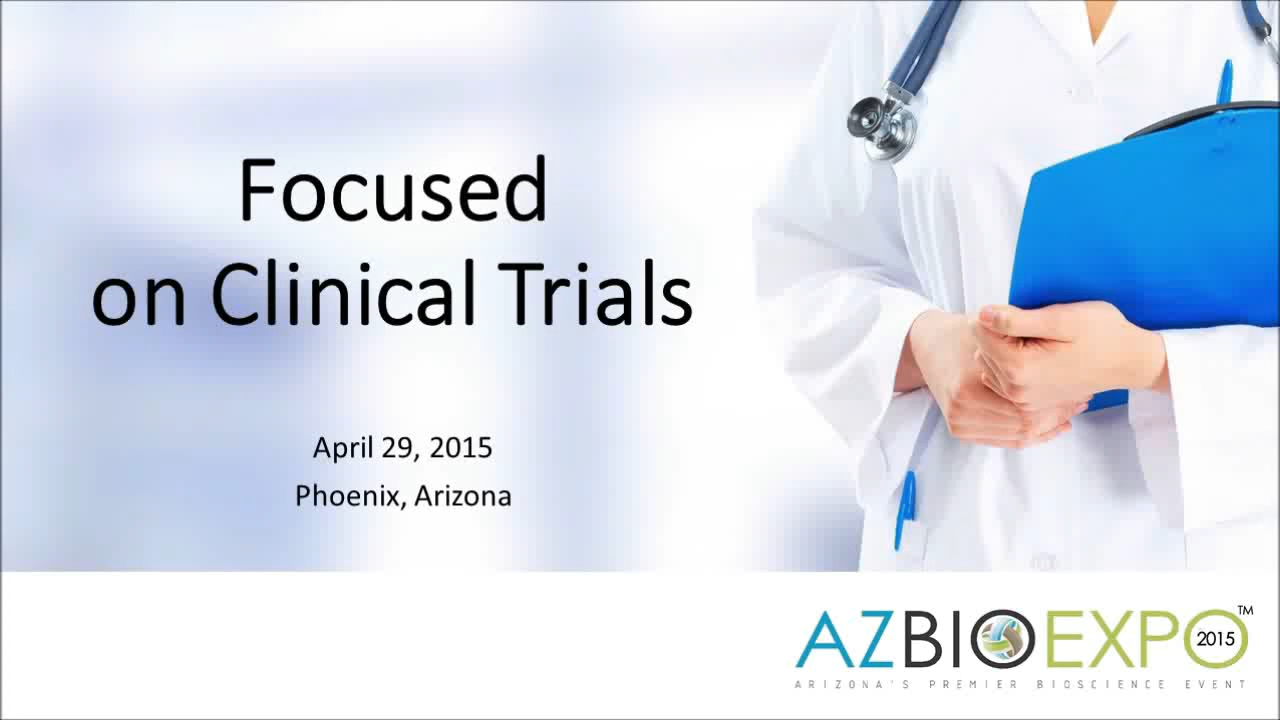 Focused
on Clinical Trials
April 29, 2015
Phoenix, Arizona
AZBIOEXPO 2015 TM
ARIZONA'S PREMIER BIOSCIENCE EVENT